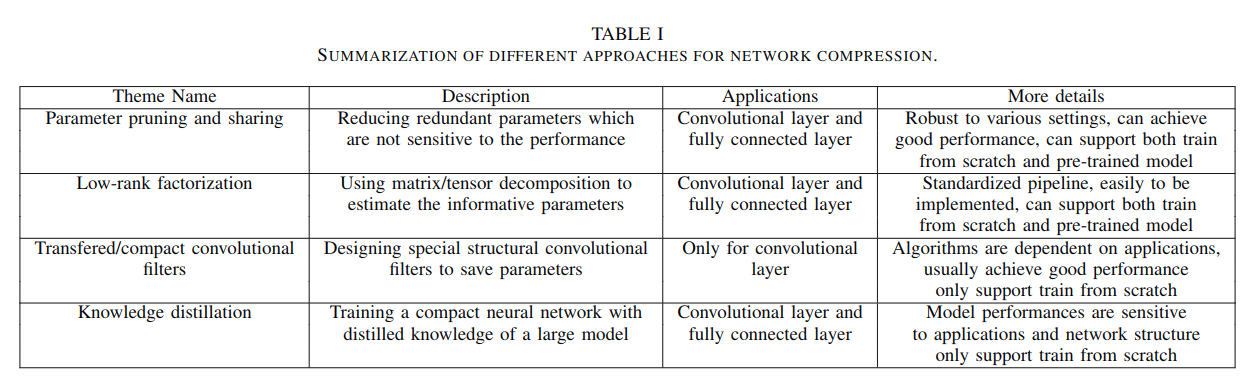 TABLE I
SUMMARIZATION OF DIFFERENT APPROACHES FOR NETWORK COMPRESSION.
Theme Name Description Applications More details
Parameter pruning and sharing Reducing redundant parameters which Convolutional layer and Robust to various settings, can achieve
are not sensitive to the performance fully connected layer good performance, can support both train
from scratch and pre-trained model
Low-rank factorization Using matrix/tensor decomposition to Convolutional layer and Standardized pipeline, easily to be
estimate the informative parameters fully connected layer implemented, can support both train
from scratch and pre-trained model
Transfered/compact convolutional Designing special structural convolutional Only for convolutional Algorithms are dependent on applications,
filters filters to save parameters layer usually achieve good performance
only support train from scratch
Knowledge distillation Training a compact neural network with Convolutional layer and Model performances are sensitive
distilled knowledge of a large model fully connected layer to applications and network structure
only support train from scratch